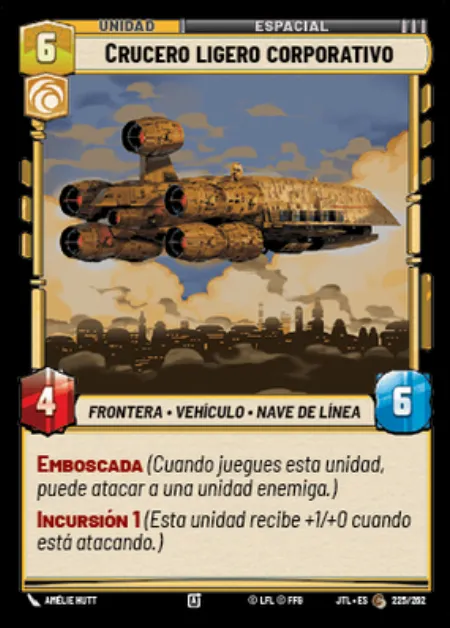 UNIDAD
ESPACIAL
6
CRUCERO LIGERO CORPORATIVO
4
FRONTERA • VEHÍCULO • NAVE DE LÍNEA
6
EMBOSCADA (Cuando juegues esta unidad,
puede atacar a una unidad enemiga.)
INCURSIÓN 1 (Esta unidad recibe +1/+0 cuando
está atacando.)
AMÉLIE HUTT
© LFL © FFG
JTL • ES
225/262